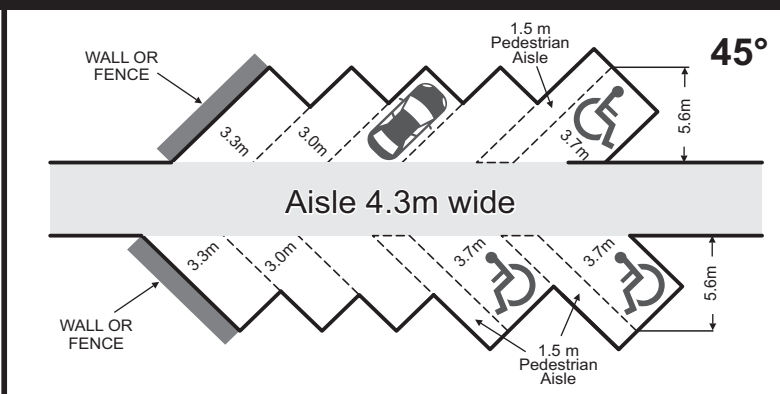 1.5 m
Pedestrian
Aisle
45°
WALL OR
FENCE
3.3m
3.0m
3.7m
5.6m
Aisle 4.3m wide
3.3m
3.0m
3.7m
3.7m
5.6m
WALL OR
FENCE
1.5 m
Pedestrian
Aisle